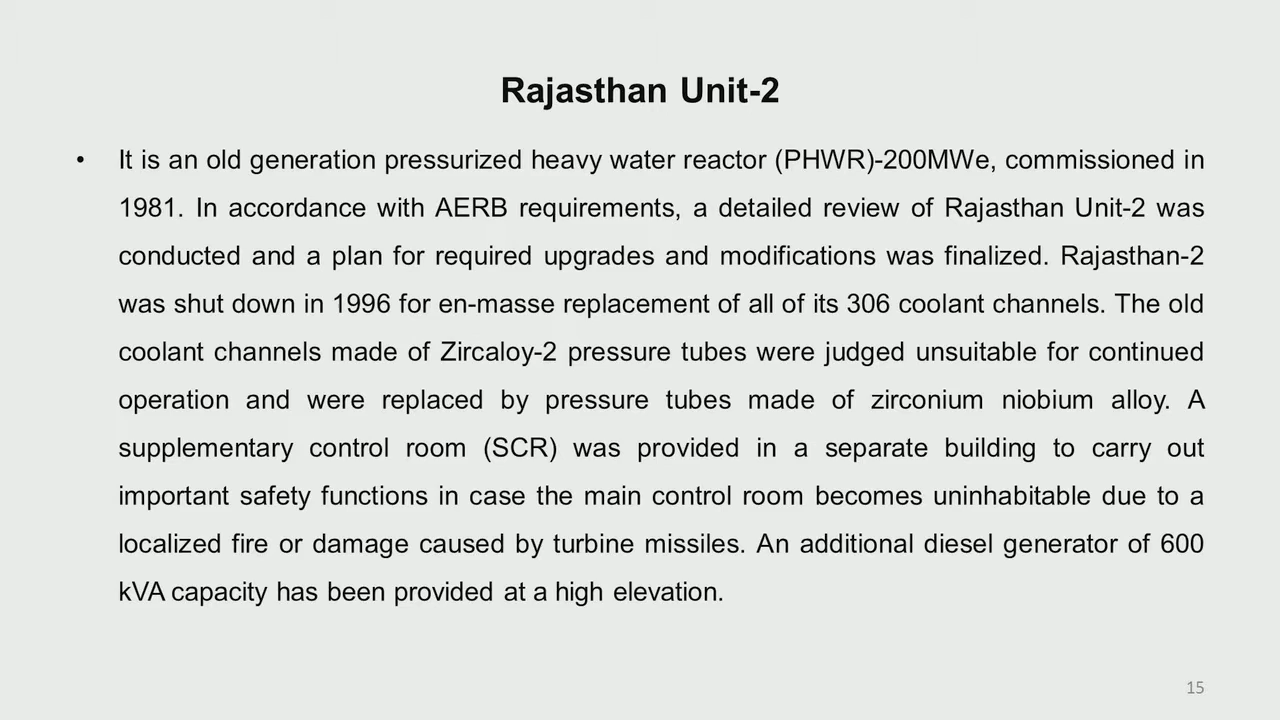 Rajasthan Unit-2
• It is an old generation pressurized heavy water reactor (PHWR)-200MWe, commissioned in
1981. In accordance with AERB requirements, a detailed review of Rajasthan Unit-2 was
conducted and a plan for required upgrades and modifications was finalized. Rajasthan-2
was shut down in 1996 for en-masse replacement of all of its 306 coolant channels. The old
coolant channels made of Zircaloy-2 pressure tubes were judged unsuitable for continued
operation and were replaced by pressure tubes made of zirconium niobium alloy. A
supplementary control room (SCR) was provided in a separate building to carry out
important safety functions in case the main control room becomes uninhabitable due to a
localized fire or damage caused by turbine missiles. An additional diesel generator of 600
kVA capacity has been provided at a high elevation.
15